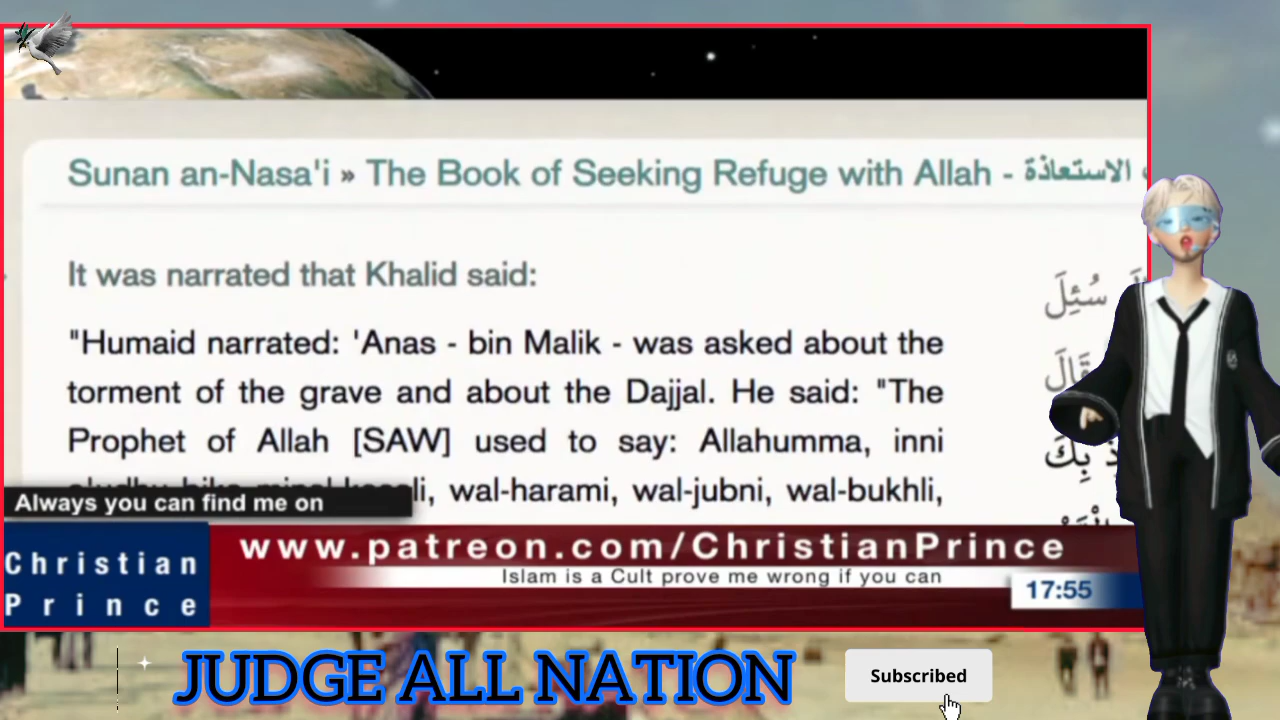 Sunan an-Nasa'i » The Book of Seeking Refuge with Allah - الاستعاذة
It was narrated that Khalid said:
سُئِلَ
"Humaid narrated: 'Anas - bin Malik - was asked about the
torment of the grave and about the Dajjal. He said: "The
قَالَ
Prophet of Allah [SAW] used to say: Allahumma, inni
بِكَ
wal-harami, wal-jubni, wal-bukhli,
Always you can find me on
Christian
Prince
www.patreon.com/ChristianPrince
Islam is a Cult prove me wrong if you can
17:55
JUDGE ALL NATION
Subscribed